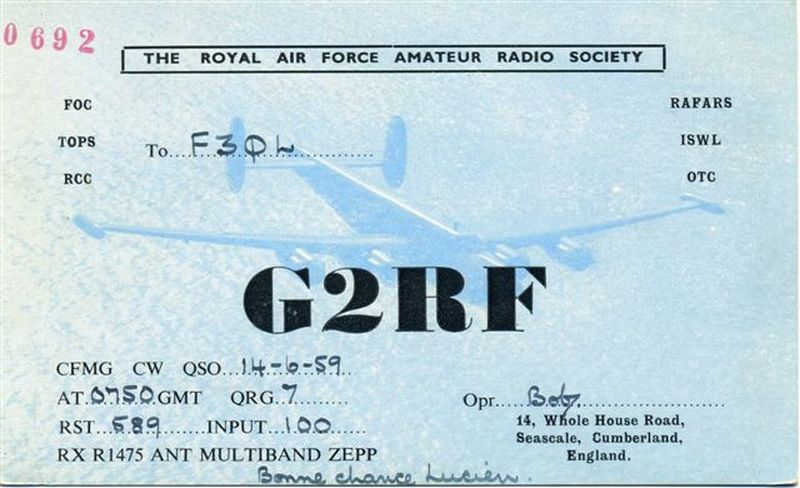 0692
THE ROYAL AIR FORCE AMATEUR RADIO SOCIETY
FOC
TOPS
RCC
RAFARS
ISWL
OTC
To....F3QL............
G2RF
CFMG CW QSO...14-6-59..
AT.0750.GMT QRG.7.........
RST...589.......INPUT...100......
RX R1475 ANT MULTIBAND ZEPP
Opr.....Bob.......................
14, Whole House Road,
Seascale, Cumberland,
England.
Bonne chance Lucien.